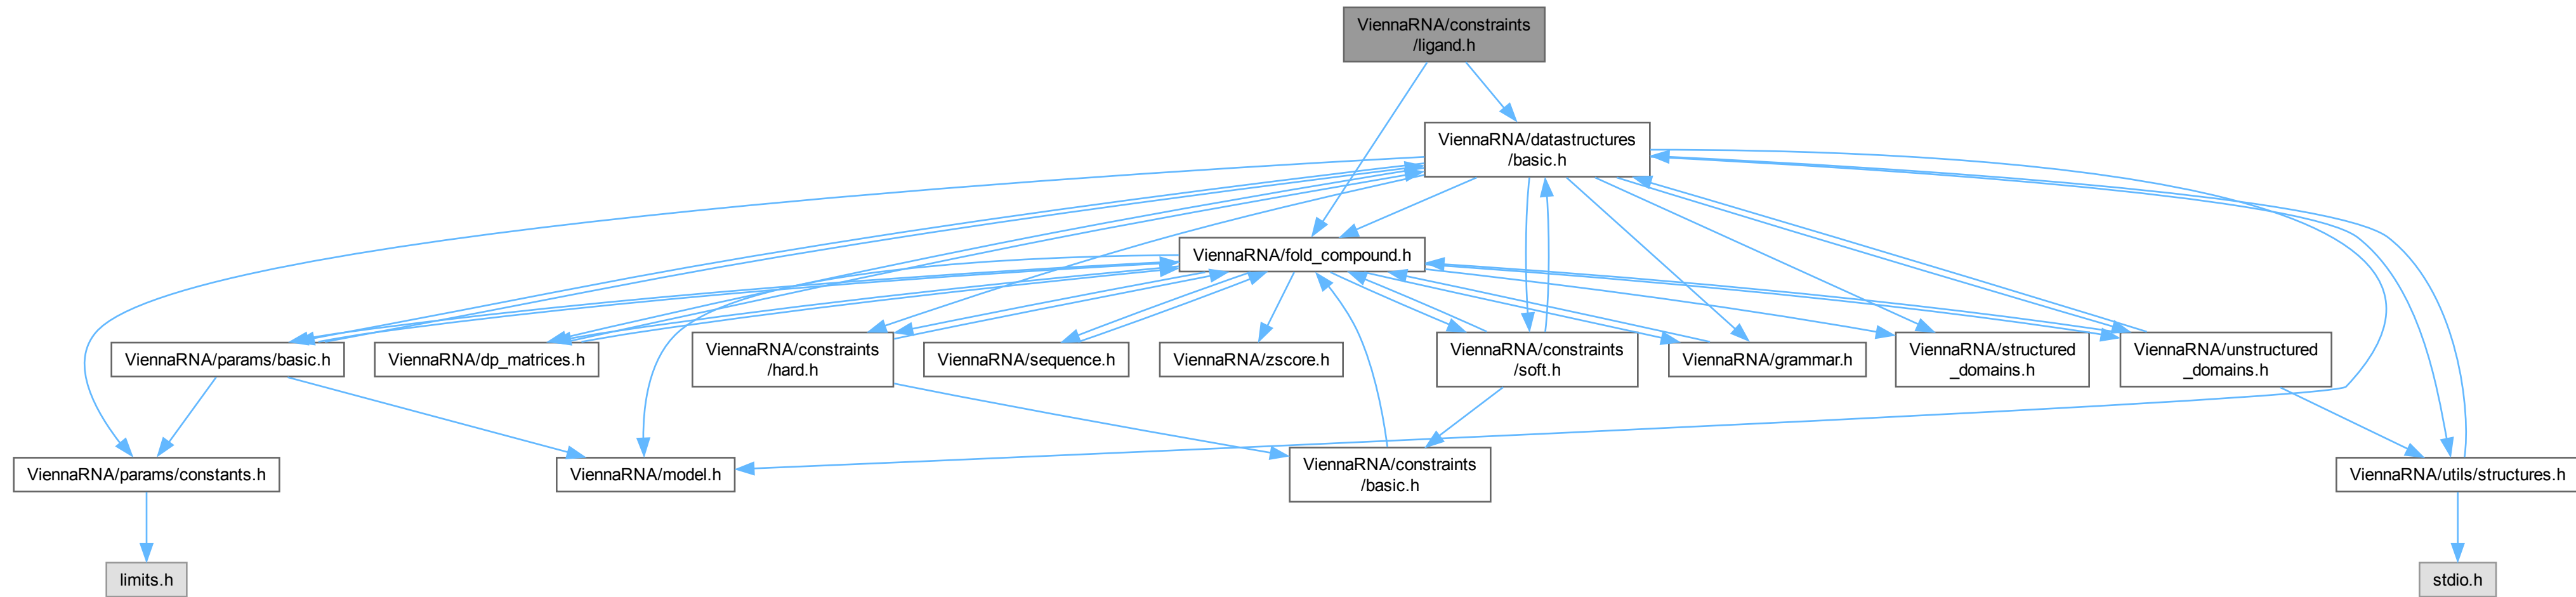 ViennaRNA/constraints
/ligand.h
ViennaRNA/datastructures
/basic.h
ViennaRNA/fold_compound.h
ViennaRNA/params/basic.h
ViennaRNA/dp_matrices.h
ViennaRNA/constraints
/hard.h
ViennaRNA/sequence.h
ViennaRNA/zscore.h
ViennaRNA/constraints
/soft.h
ViennaRNA/grammar.h
ViennaRNA/structured
_domains.h
ViennaRNA/unstructured
_domains.h
ViennaRNA/params/constants.h
ViennaRNA/model.h
ViennaRNA/constraints
/basic.h
ViennaRNA/utils/structures.h
limits.h
stdio.h